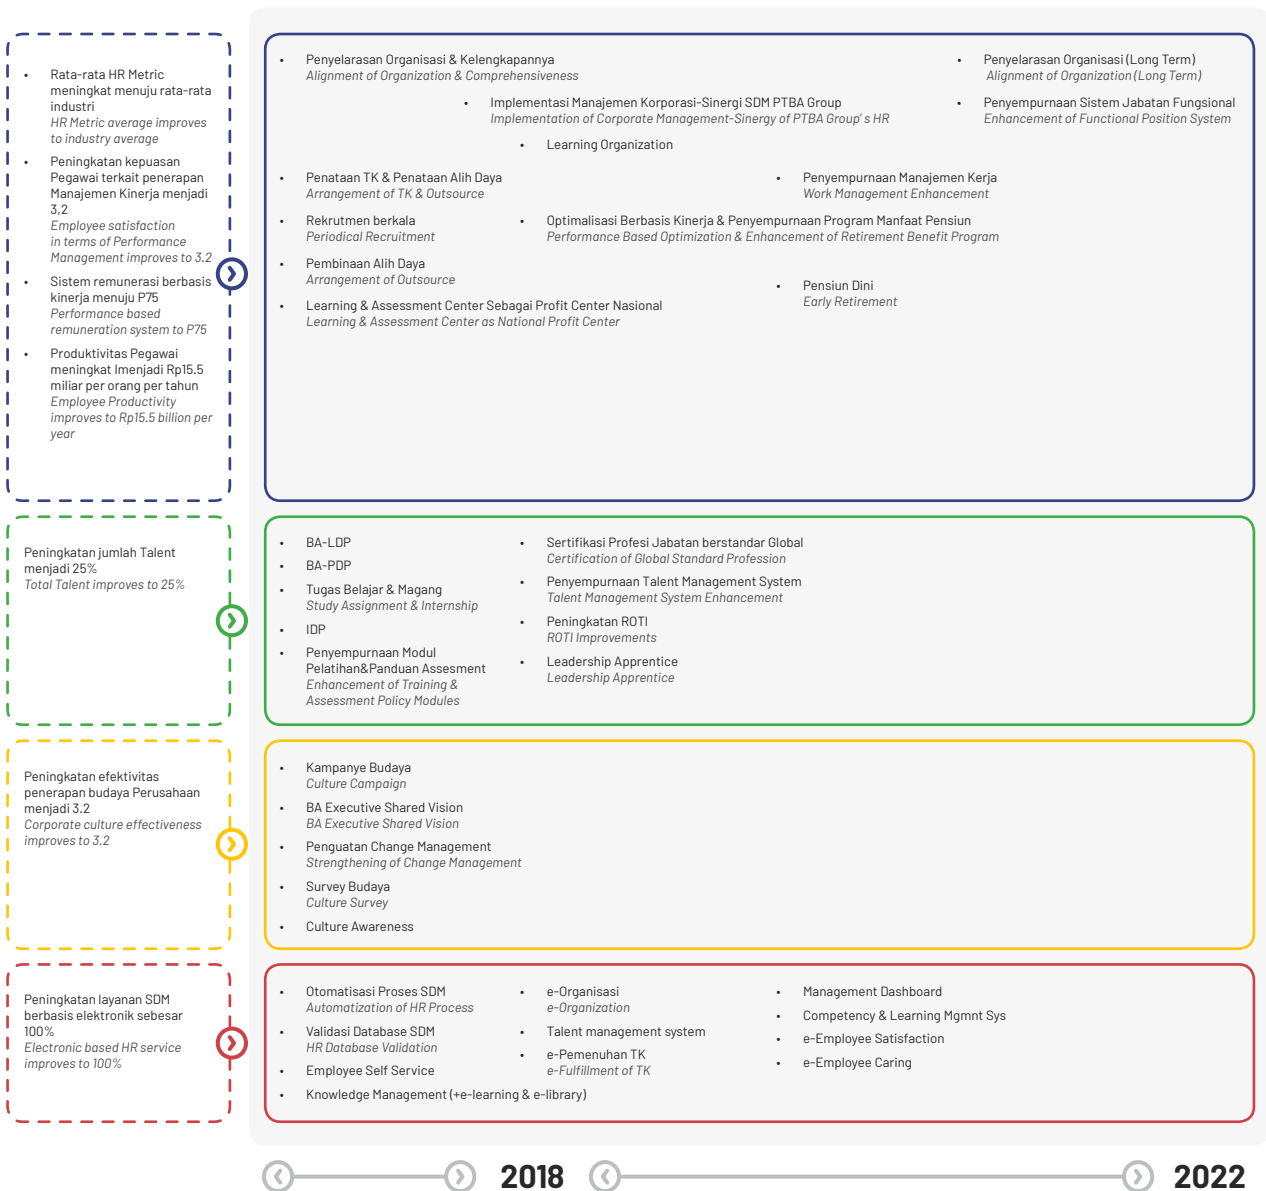 • Rata-rata HR Metric
meningkat menuju rata-rata
industri
HR Metric average improves
to industry average
• Peningkatan kepuasan
Pegawai terkait penerapan
Manajemen Kinerja menjadi
3,2
Employee satisfaction
in terms of Performance
Management improves to 3.2
• Sistem remunerasi berbasis
kinerja menuju P75
Performance based
remuneration system to P75
• Produktivitas Pegawai
meningkat lmenjadi Rp15.5
miliar per orang per tahun
Employee Productivity
improves to Rp15.5 billion per
year
• Penyelarasan Organisasi & Kelengkapannya
Alignment of Organization & Comprehensiveness
• Penyelarasan Organisasi (Long Term)
Alignment of Organization (Long Term)
• Implementasi Manajemen Korporasi-Sinergi SDM PTBA Group
Implementation of Corporate Management-Sinergy of PTBA Group' s HR
• Penyempurnaan Sistem Jabatan Fungsional
Enhancement of Functional Position System
• Learning Organization
• Penataan TK & Penataan Alih Daya
Arrangement of TK & Outsource
• Penyempurnaan Manajemen Kerja
Work Management Enhancement
• Rekrutmen berkala
Periodical Recruitment
• Optimalisasi Berbasis Kinerja & Penyempurnaan Program Manfaat Pensiun
Performance Based Optimization & Enhancement of Retirement Benefit Program
• Pembinaan Alih Daya
Arrangement of Outsource
• Pensiun Dini
Early Retirement
• Learning & Assessment Center Sebagai Profit Center Nasional
Learning & Assessment Center as National Profit Center
Peningkatan jumlah Talent
menjadi 25%
Total Talent improves to 25%
• BA-LDP
• BA-PDP
• Tugas Belajar & Magang
Study Assignment & Internship
• IDP
• Penyempurnaan Modul
Pelatihan&Panduan Assesment
Enhancement of Training &
Assessment Policy Modules
• Sertifikasi Profesi Jabatan berstandar Global
Certification of Global Standard Profession
• Penyempurnaan Talent Management System
Talent Management System Enhancement
• Peningkatan ROTI
ROTI Improvements
• Leadership Apprentice
Leadership Apprentice
Peningkatan efektivitas
penerapan budaya Perusahaan
menjadi 3.2
Corporate culture effectiveness
improves to 3.2
• Kampanye Budaya
Culture Campaign
• BA Executive Shared Vision
BA Executive Shared Vision
• Penguatan Change Management
Strengthening of Change Management
• Survey Budaya
Culture Survey
• Culture Awareness
Peningkatan layanan SDM
berbasis elektronik sebesar
100%
Electronic based HR service
improves to 100%
• Otomatisasi Proses SDM
Automatization of HR Process
• Validasi Database SDM
HR Database Validation
• Employee Self Service
• Knowledge Management (+e-learning & e-library)
• e-Organisasi
e-Organization
• Talent management system
• e-Pemenuhan TK
e-Fulfillment of TK
• Management Dashboard
• Competency & Learning Mgmnt Sys
• e-Employee Satisfaction
• e-Employee Caring
2018
2022